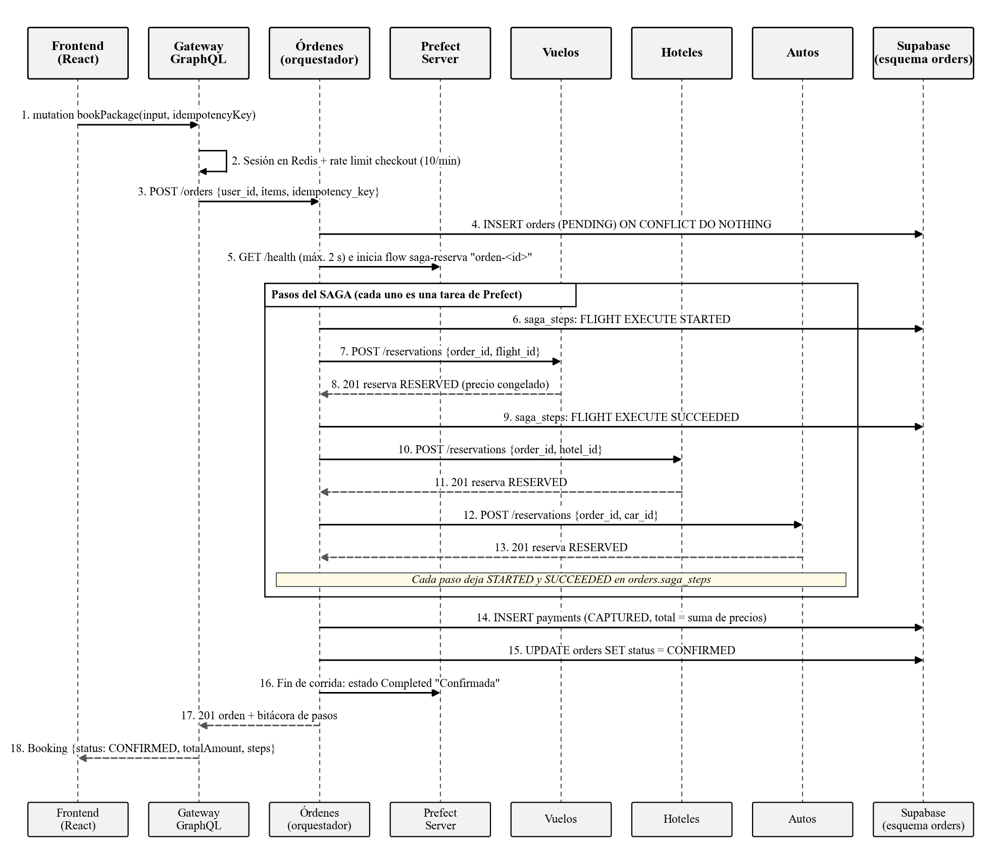 Frontend
(React)
Gateway
GraphQL
Órdenes
(orquestador)
Prefect
Server
Vuelos
Hoteles
Autos
Supabase
(esquema orders)
1. mutation bookPackage(input, idempotencyKey)
2. Sesión en Redis + rate limit checkout (10/min)
3. POST /orders {user_id, ítems, idempotency_key}
4. INSERT orders (PENDING) ON CONFLICT DO NOTHING
5. GET /health (máx. 2 s) e inicia flow saga-reserva "orden-<id>"
Pasos del SAGA (cada uno es una tarea de Prefect)
6. saga_steps: FLIGHT EXECUTE STARTED
7. POST /reservations {order_id, flight_id}
8. 201 reserva RESERVED (precio congelado)
9. saga_steps: FLIGHT EXECUTE SUCCEEDED
10. POST /reservations {order_id, hotel_id}
11. 201 reserva RESERVED
12. POST /reservations {order_id, car_id}
13. 201 reserva RESERVED
Cada paso deja STARTED y SUCCEEDED en orders.saga_steps
14. INSERT payments (CAPTURED, total = suma de precios)
15. UPDATE orders SET status = CONFIRMED
16. Fin de corrida: estado Completed "Confirmada"
17. 201 orden + bitácora de pasos
18. Booking {status: CONFIRMED, totalAmount, steps}
Frontend
(React)
Gateway
GraphQL
Órdenes
(orquestador)
Prefect
Server
Vuelos
Hoteles
Autos
Supabase
(esquema orders)